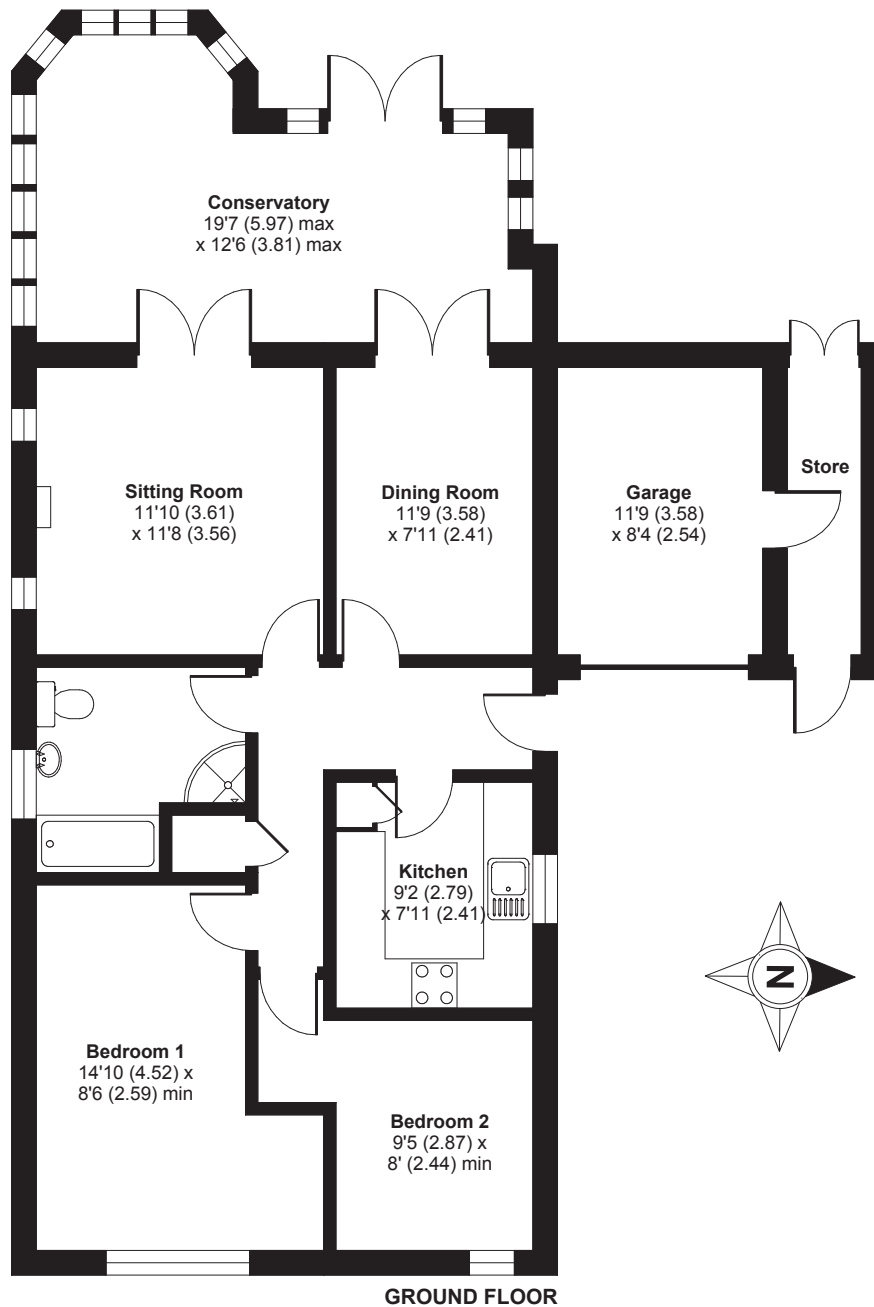 Conservatory
19'7 (5.97) max
x 12'6 (3.81) max
Sitting Room
11'10 (3.61)
x 11'8 (3.56)
Dining Room
11'9 (3.58)
x 7'11 (2.41)
Garage
11'9 (3.58)
x 8'4 (2.54)
Store
Kitchen
9'2 (2.79)
x 7'11 (2.41)
N
Bedroom 1
14'10 (4.52) x
8'6 (2.59) min
Bedroom 2
9'5 (2.87) x
8' (2.44) min
GROUND FLOOR